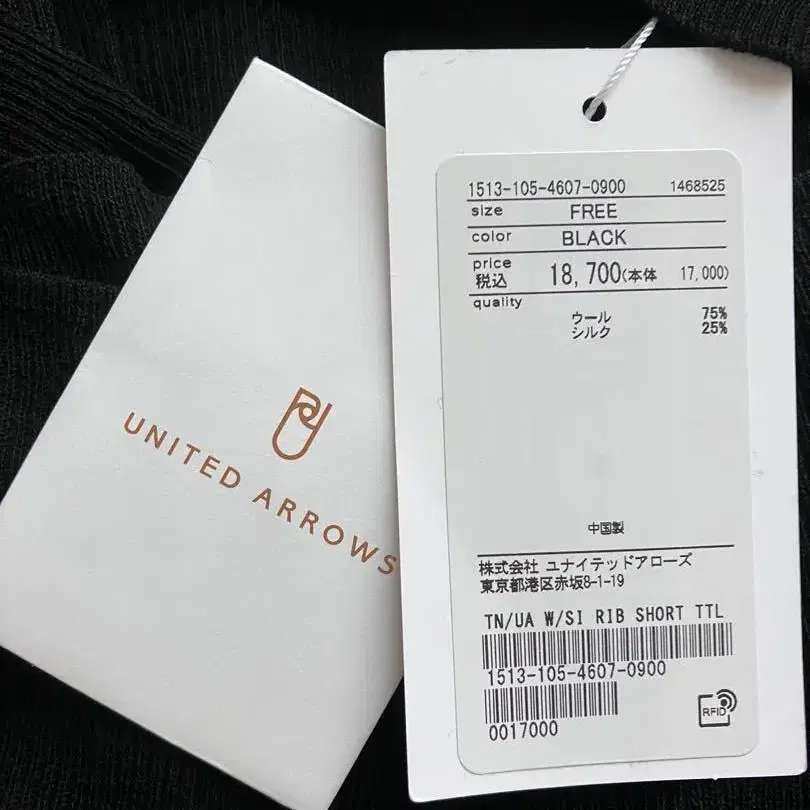 UNITED ARROWS
1513-105-4607-0900 1468525
size FREE
color BLACK
price
税込 18,700(本体 17,000)
quality
ウール 75%
シルク 25%
中国製
株式会社 ユナイテッドアローズ
東京都港区赤坂8-1-19
TN/UA W/SI RIB SHORT TTL
1513-105-4607-0900
0017000
RFID